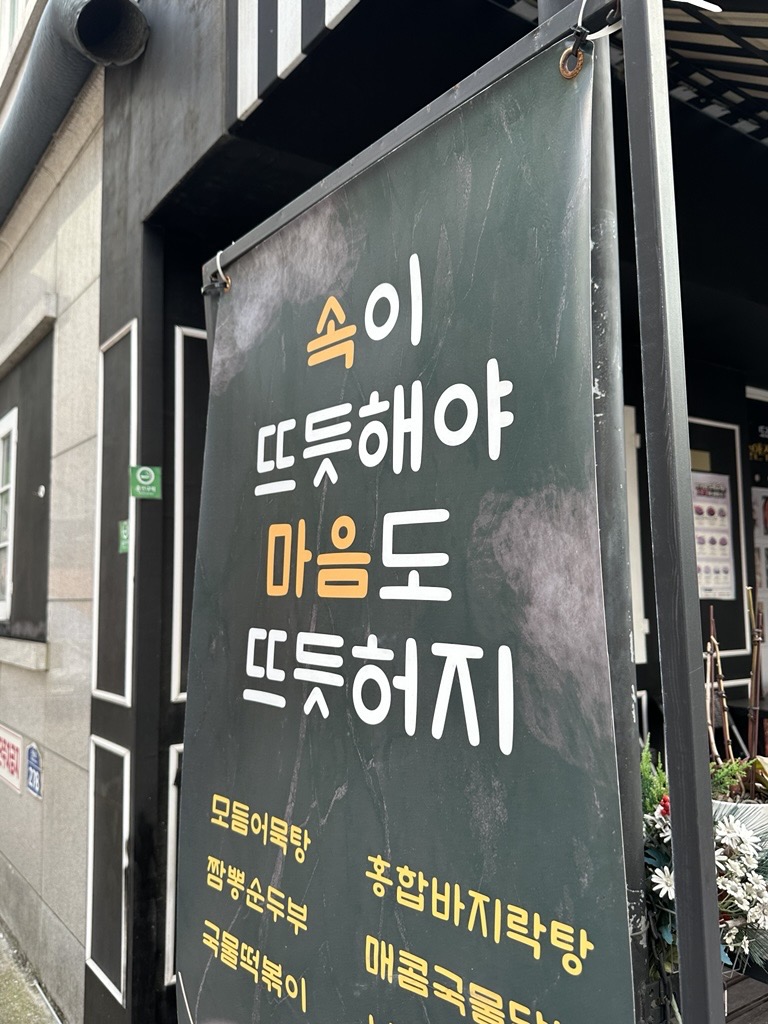 속이
뜨듯해야
마음도
뜨듯허지
모듬어묵탕
짬뽕순두부
국물떡볶이
홍합바지락탕
매콤국물
278